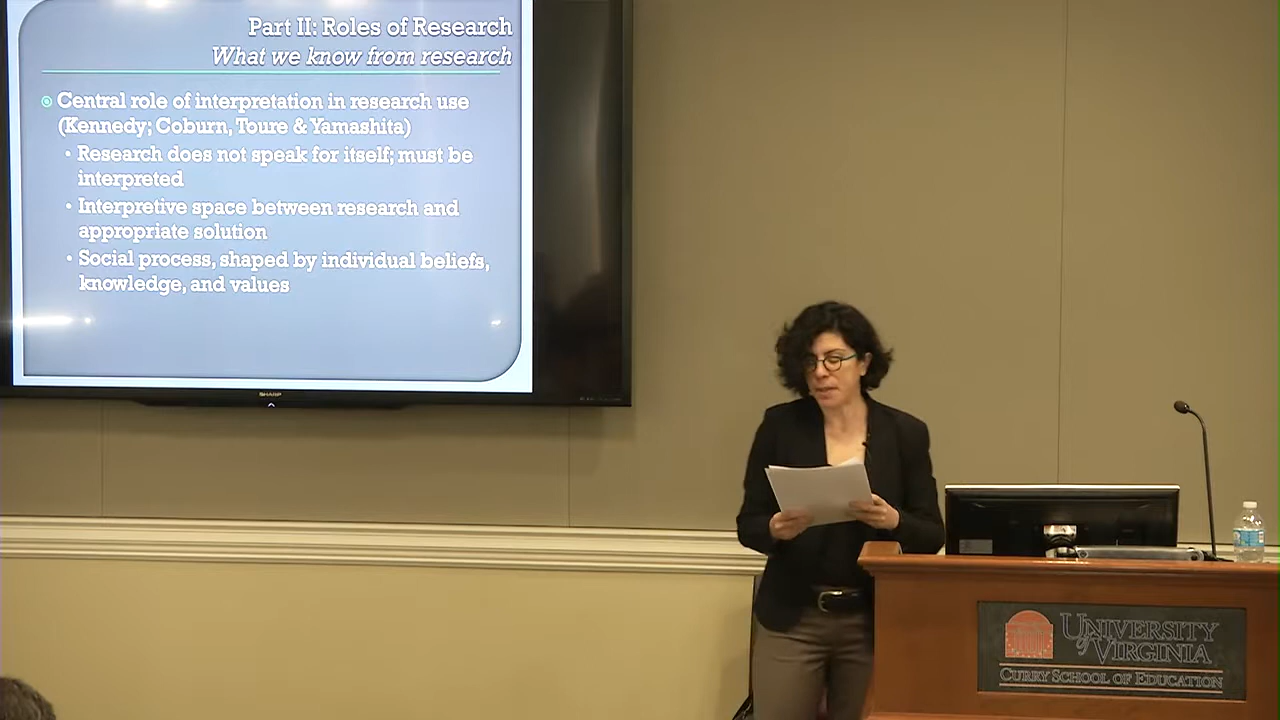 Part II: Roles of Research
What we know from research
Central role of interpretation in research use
(Kennedy; Coburn, Toure & Yamashita)
• Research does not speak for itself; must be
interpreted
• Interpretive space between research and
appropriate solution
• Social process, shaped by individual beliefs,
knowledge, and values
SHARP
UNIVERSITY
of VIRGINIA
CURRY SCHOOL OF EDUCATION